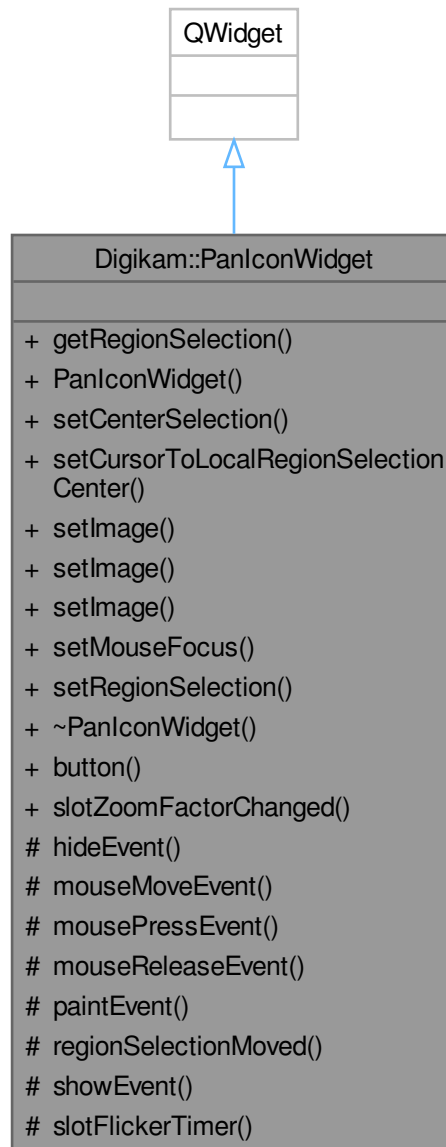 QWidget
Digikam::PanIconWidget
+ getRegionSelection()
+ PanIconWidget()
+ setCenterSelection()
+ setCursorToLocalRegionSelection
Center()
+ setImage()
+ setImage()
+ setImage()
+ setMouseFocus()
+ setRegionSelection()
+ ~PanIconWidget()
+ button()
+ slotZoomFactorChanged()
# hideEvent()
# mouseMoveEvent()
# mousePressEvent()
# mouseReleaseEvent()
# paintEvent()
# regionSelectionMoved()
# showEvent()
# slotFlickerTimer()